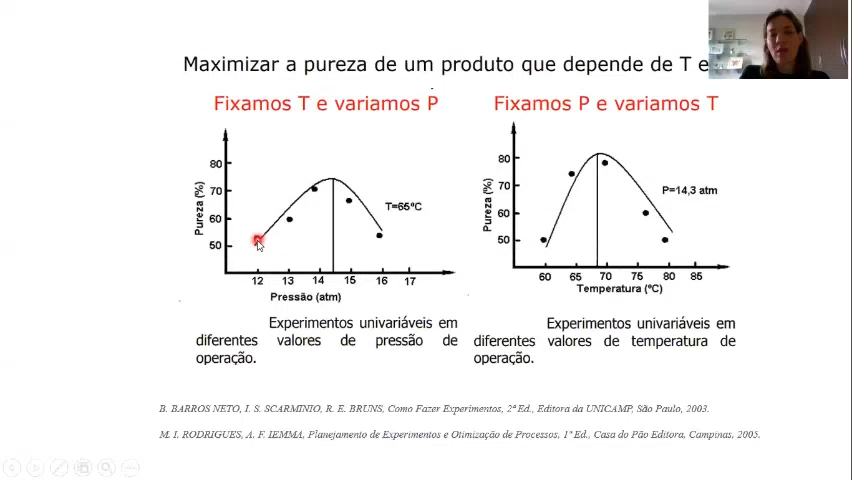 Maximizar a pureza de um produto que depende de T e
Fixamos T e variamos P
Fixamos P e variamos T
80
70
60
50
Pureza (%)
T=65ºC
12 13 14 15 16 17
Pressão (atm)
80
70
60
50
Pureza (%)
P=14,3 atm
60 65 70 75 80 85
Temperatura (ºC)
Experimentos univariáveis em
diferentes valores de pressão de
operação.
Experimentos univariáveis em
diferentes valores de temperatura de
operação.
B. BARROS NETO, I. S. SCARMINIO, R. E. BRUNS, Como Fazer Experimentos, 2ª Ed., Editora da UNICAMP, São Paulo, 2003.
M. I. RODRIGUES, A. F. IEMMA, Planejamento de Experimentos e Otimização de Processos, 1ª Ed., Casa do Pão Editora, Campinas, 2005.